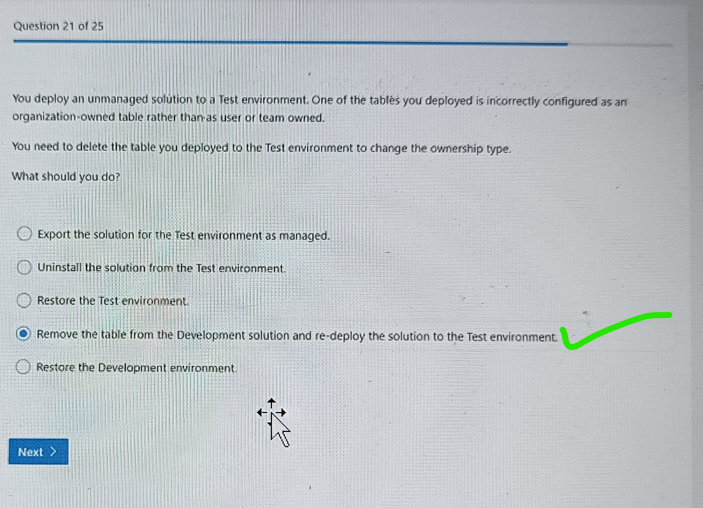 Question 21 of 25
You deploy an unmanaged solution to a Test environment. One of the tables you deployed is incorrectly configured as an
organization-owned table rather than as user or team owned.
You need to delete the table you deployed to the Test environment to change the ownership type.
What should you do?
Export the solution for the Test environment as managed.
Uninstall the solution from the Test environment.
Restore the Test environment.
Remove the table from the Development solution and re-deploy the solution to the Test environment.
Restore the Development environment.
Next >